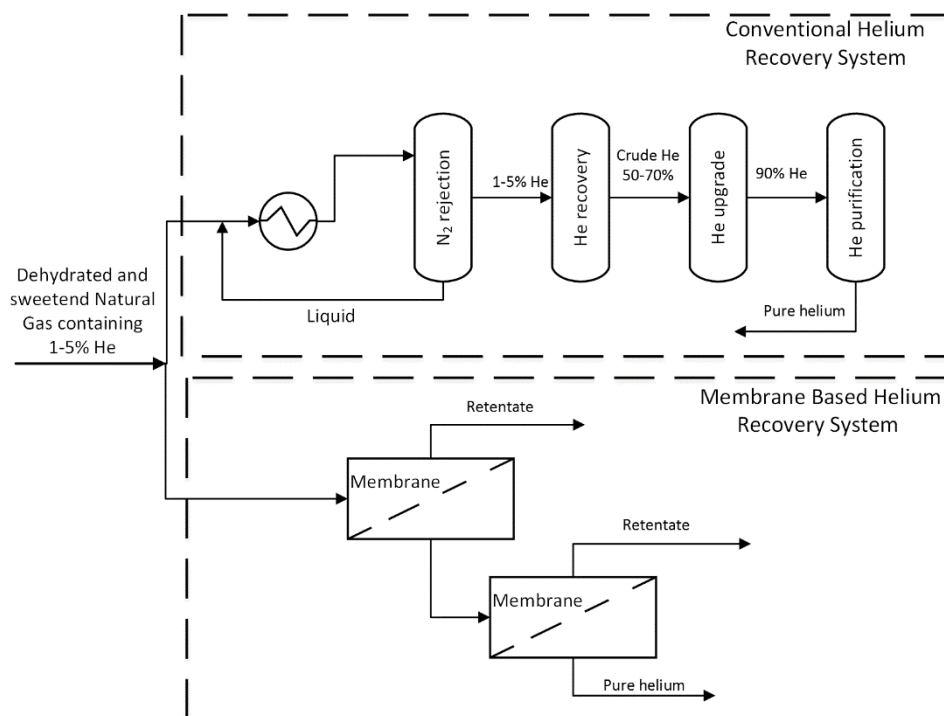 Conventional Helium
Recovery System
N₂ rejection
1-5% He
He recovery
Crude He
50-70%
He upgrade
90% He
He purification
Dehydrated and
sweetend Natural
Gas containing
1-5% He
Liquid
Pure helium
Membrane Based Helium
Recovery System
Retentate
Membrane
Retentate
Membrane
Pure helium